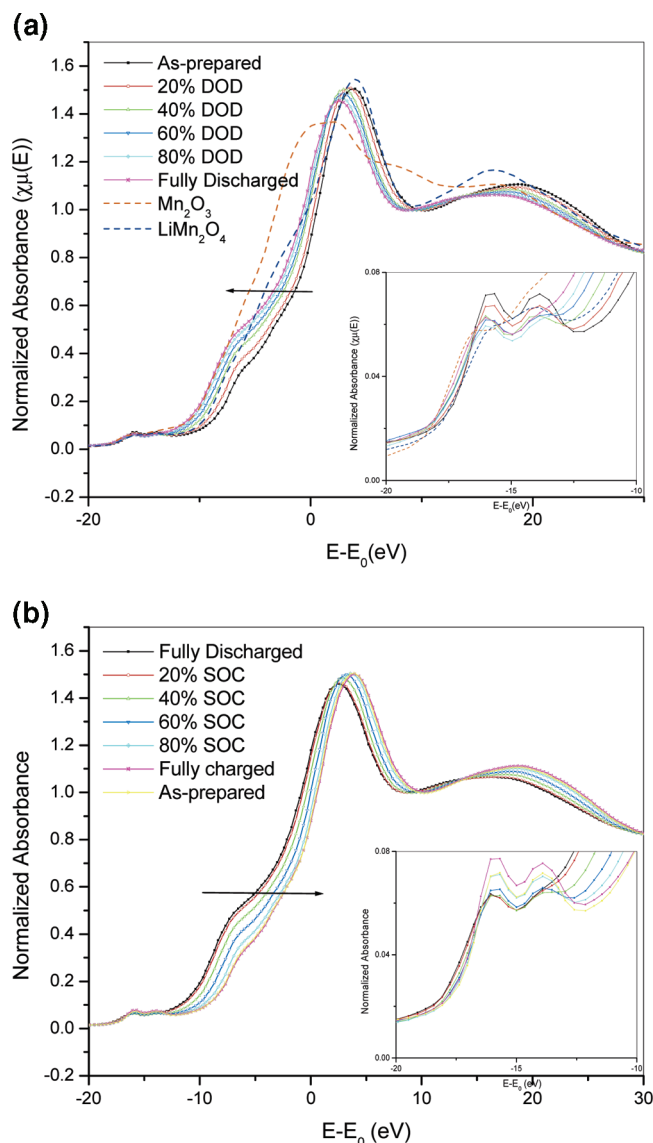 (a)
1.6
1.4
1.2
1.0
0.8
0.6
0.4
0.2
0.0
-0.2
Normalized Absorbance (χμ(E))
As-prepared
20% DOD
40% DOD
60% DOD
80% DOD
Fully Discharged
Mn₂O₃
LiMn₂O₄
0.08
0.04
0.00
Normalized Absorbance (χμ(E))
-20
-15
-10
E-E₀(eV)
-20
-10
0
10
20
E-E₀(eV)
(b)
1.6
1.4
1.2
1.0
0.8
0.6
0.4
0.2
0.0
-0.2
Normalized Absorbance
Fully Discharged
20% SOC
40% SOC
60% SOC
80% SOC
Fully charged
As-prepared
0.08
0.04
0.00
Normalized Absorbance
-20
-15
-10
E-E₀ (eV)
-20
-10
0
10
20
30
E-E₀ (eV)